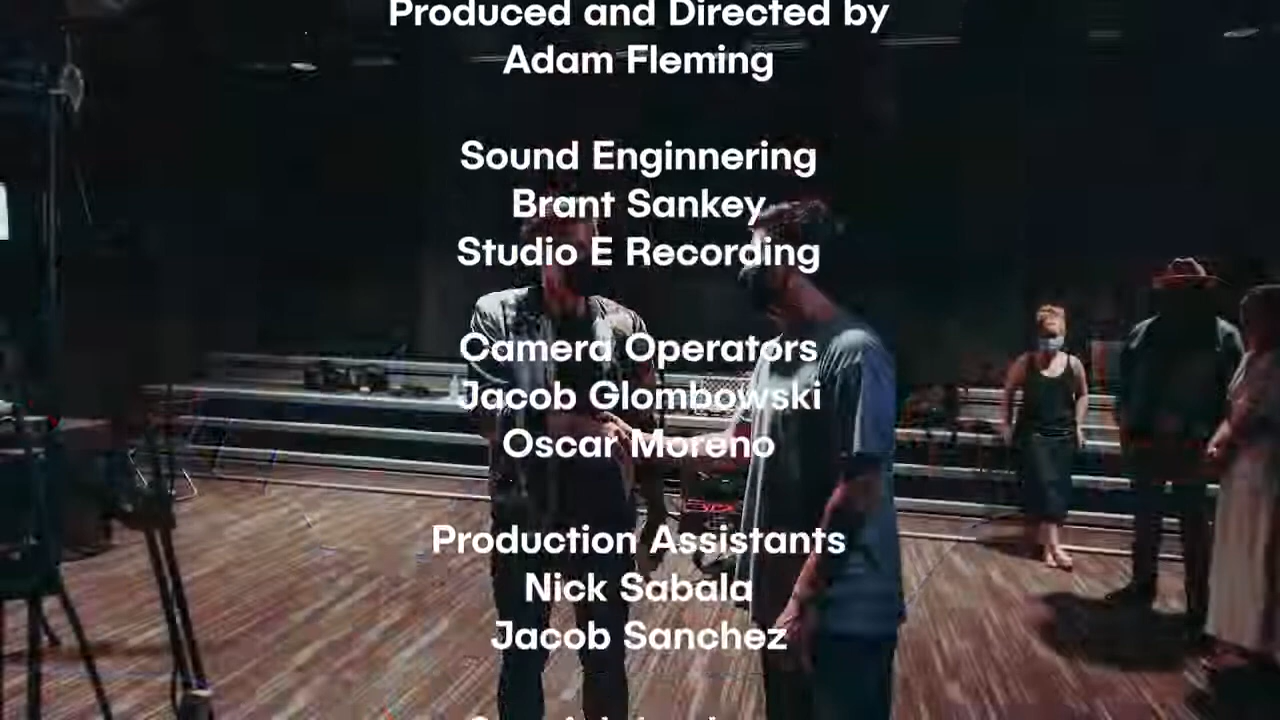 Produced and Directed by
Adam Fleming
Sound Enginnering
Brant Sankey
Studio E Recording
Camera Operators
Jacob Glombowski
Oscar Moreno
Production Assistants
Nick Sabala
Jacob Sanchez